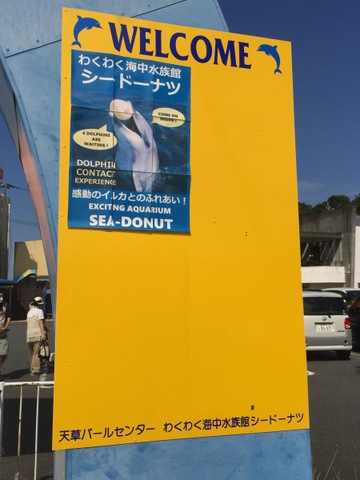 WELCOME
わくわく海中水族館
シードーナツ
COME ON
INSIDE!
4 DOLPHINS
ARE
WAITING!
DOLPHIN
CONTACT
EXPERIENCE
感動のイルカとのふれあい!
EXCITNG AQUARIUM
SEA-DONUT
天草パールセンター わくわく海中水族館シードーナツ